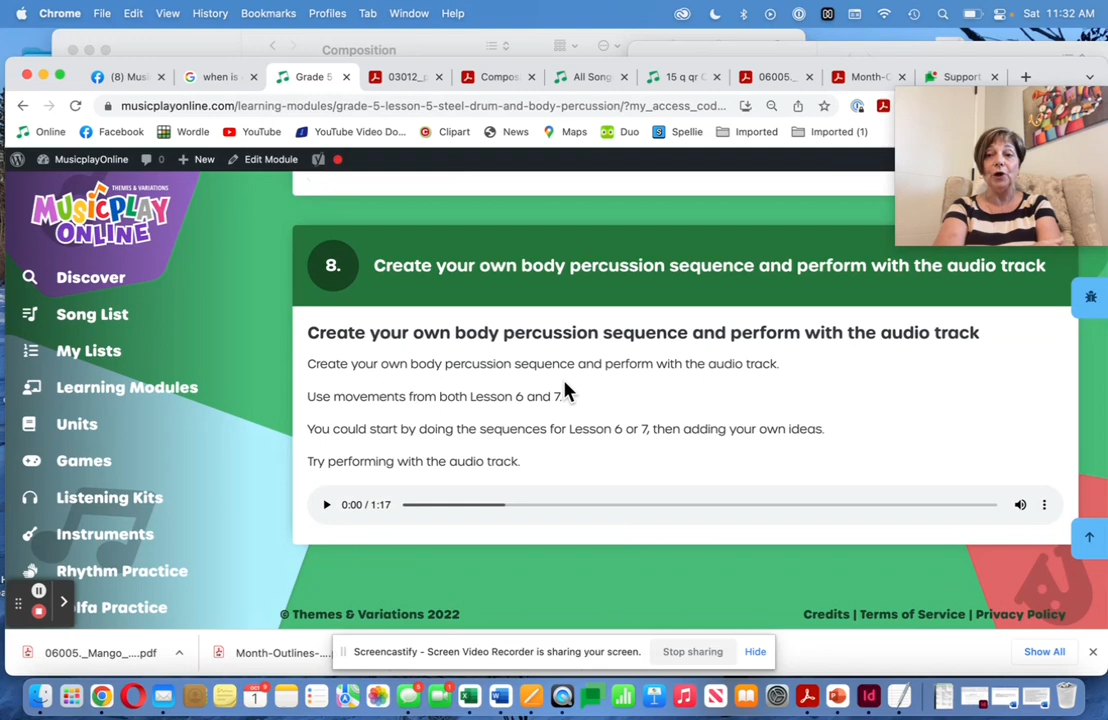 Chrome File Edit View History Bookmarks Profiles Tab Window Help Sat 11:32 AM
Composition
(8) Mus
when is
Grade 5
03012_
Compos
All Song
15 q qr
06005.
Month-
Support
musicplayonline.com/learning-modules/grade-5-lesson-5-steel-drum-and-body-percussion/?my_access_cod...
Online Facebook Wordle YouTube YouTube Video Do... Clipart News Maps Duo Spellie Imported Imported (1)
MusicplayOnline 0 New Edit Module
THEMES & VARIATIONS
MUSICPLAY
ONLINE
Discover
Song List
My Lists
Learning Modules
Units
Games
Listening Kits
Instruments
Rhythm Practice
olfa Practice
8. Create your own body percussion sequence and perform with the audio track
Create your own body percussion sequence and perform with the audio track
Create your own body percussion sequence and perform with the audio track.
Use movements from both Lesson 6 and 7.
You could start by doing the sequences for Lesson 6 or 7, then adding your own ideas.
Try performing with the audio track.
0:00 / 1:17
© Themes & Variations 2022
Credits | Terms of Service | Privacy Policy
06005._Mango_....pdf
Month-Outlines-....p
Screencastify - Screen Video Recorder is sharing your screen.
Stop sharing
Hide
Show All